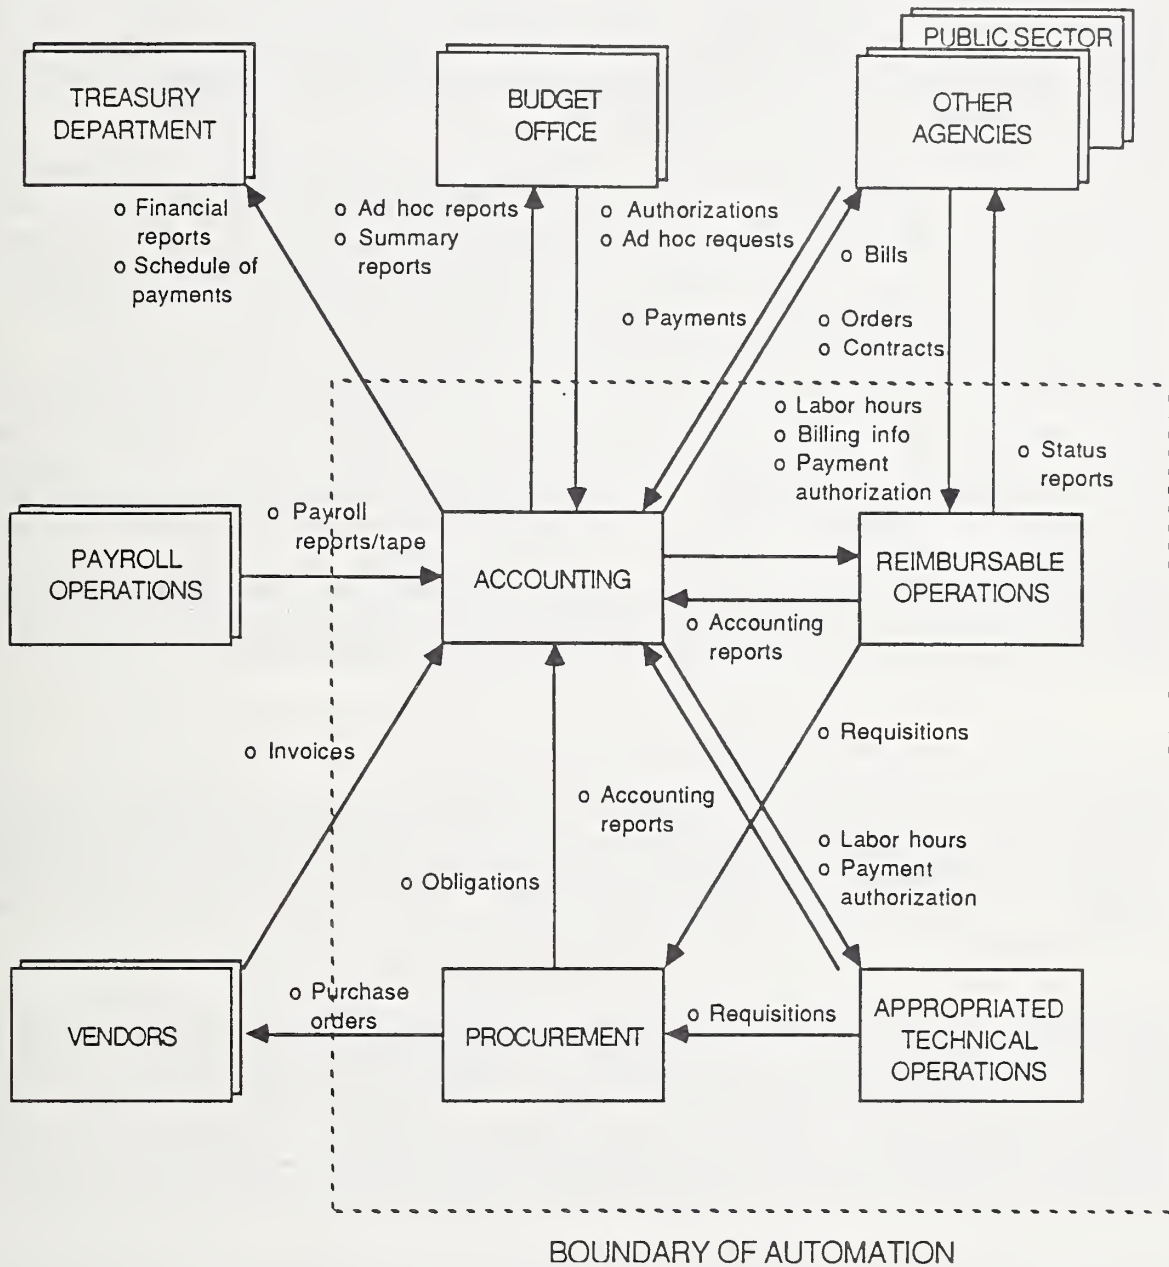 PUBLIC SECTOR
TREASURY
DEPARTMENT
BUDGET
OFFICE
OTHER
AGENCIES
o Financial
reports
o Schedule of
payments
o Ad hoc reports
o Summary
reports
o Authorizations
o Ad hoc requests
o Bills
o Payments
o Orders
o Contracts
o Labor hours
o Billing info
o Payment
authorization
o Status
reports
o Payroll
reports/tape
PAYROLL
OPERATIONS
ACCOUNTING
REIMBURSABLE
OPERATIONS
o Accounting
reports
o Invoices
o Requisitions
o Accounting
reports
o Labor hours
o Payment
authorization
o Obligations
o Purchase
orders
VENDORS
PROCUREMENT
o Requisitions
APPROPRIATED
TECHNICAL
OPERATIONS
BOUNDARY OF AUTOMATION